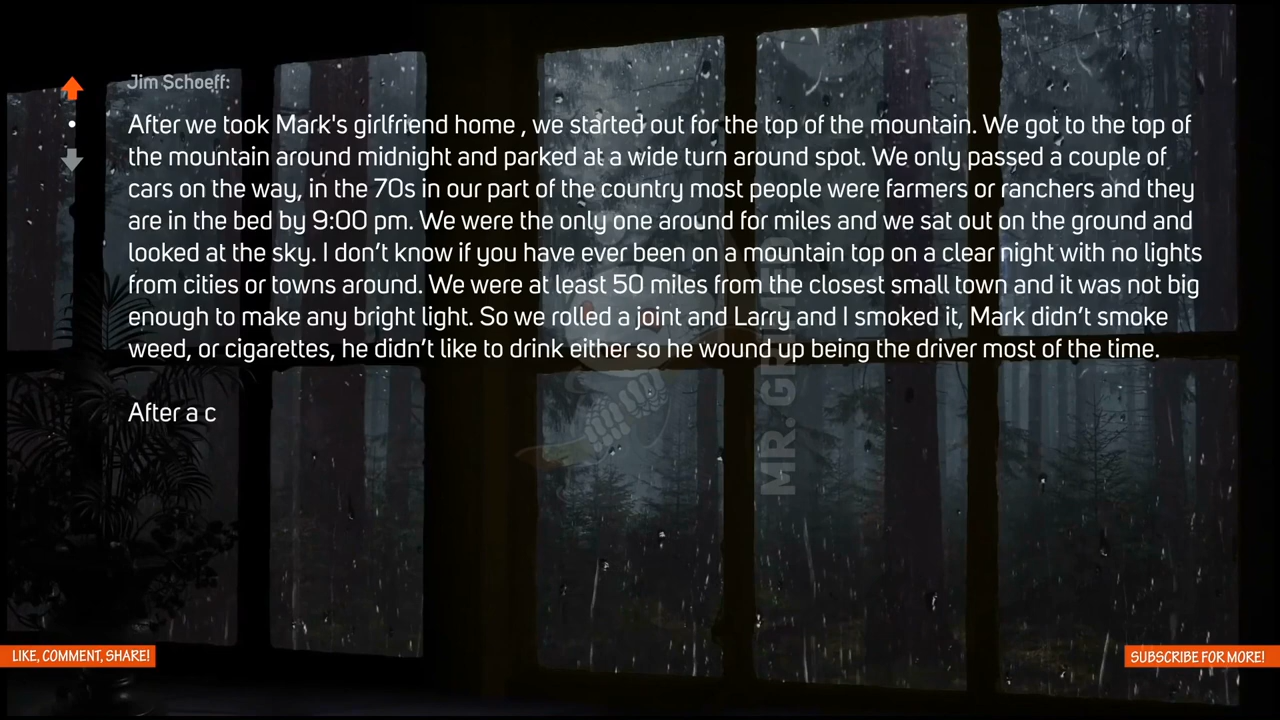 Jim Schoeff:
After we took Mark's girlfriend home , we started out for the top of the mountain. We got to the top of
the mountain around midnight and parked at a wide turn around spot. We only passed a couple of
cars on the way, in the 70s in our part of the country most people were farmers or ranchers and they
are in the bed by 9:00 pm. We were the only one around for miles and we sat out on the ground and
looked at the sky. I don’t know if you have ever been on a mountain top on a clear night with no lights
from cities or towns around. We were at least 50 miles from the closest small town and it was not big
enough to make any bright light. So we rolled a joint and Larry and I smoked it, Mark didn’t smoke
weed, or cigarettes, he didn’t like to drink either so he wound up being the driver most of the time.
After a c
LIKE, COMMENT, SHARE!
SUBSCRIBE FOR MORE!